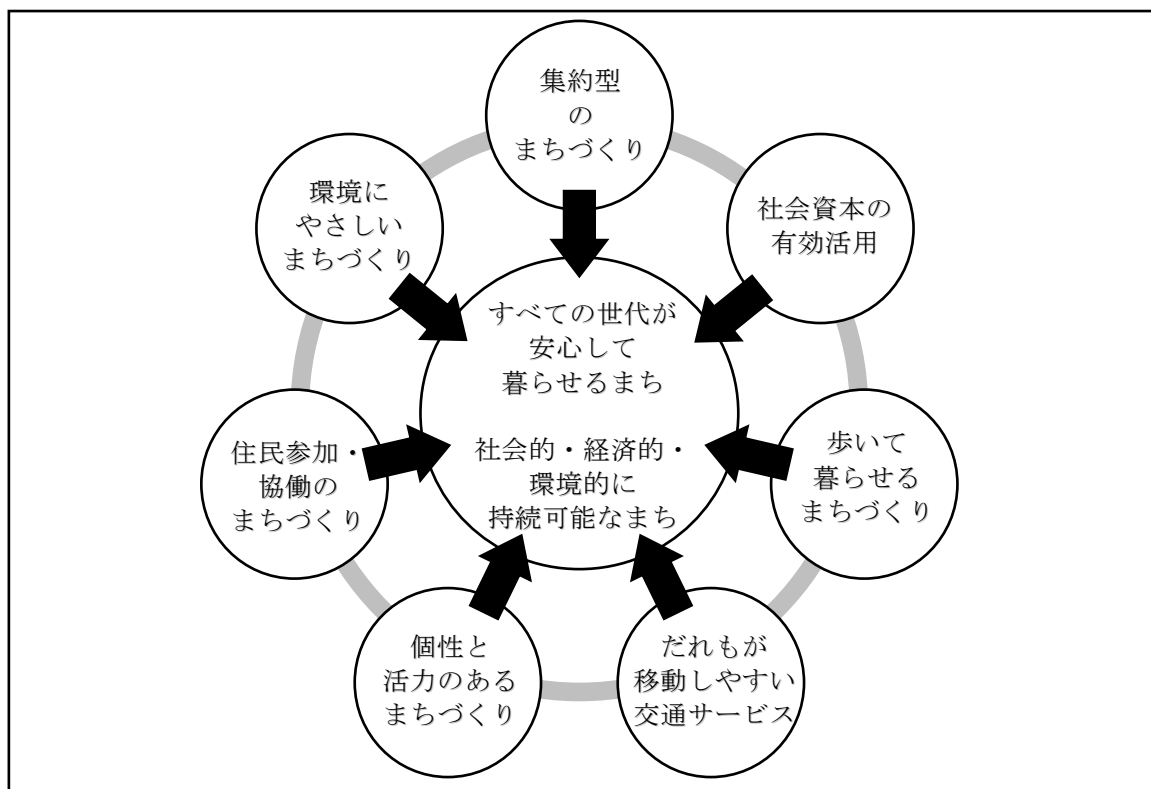 集約型
の
まちづくり
社会資本の
有効活用
歩いて
暮らせる
まちづくり
だれもが
移動しやすい
交通サービス
個性と
活力のある
まちづくり
住民参加・
協働の
まちづくり
環境に
やさしい
まちづくり
すべての世代が
安心して
暮らせるまち
社会的・経済的・
環境的に
持続可能なまち